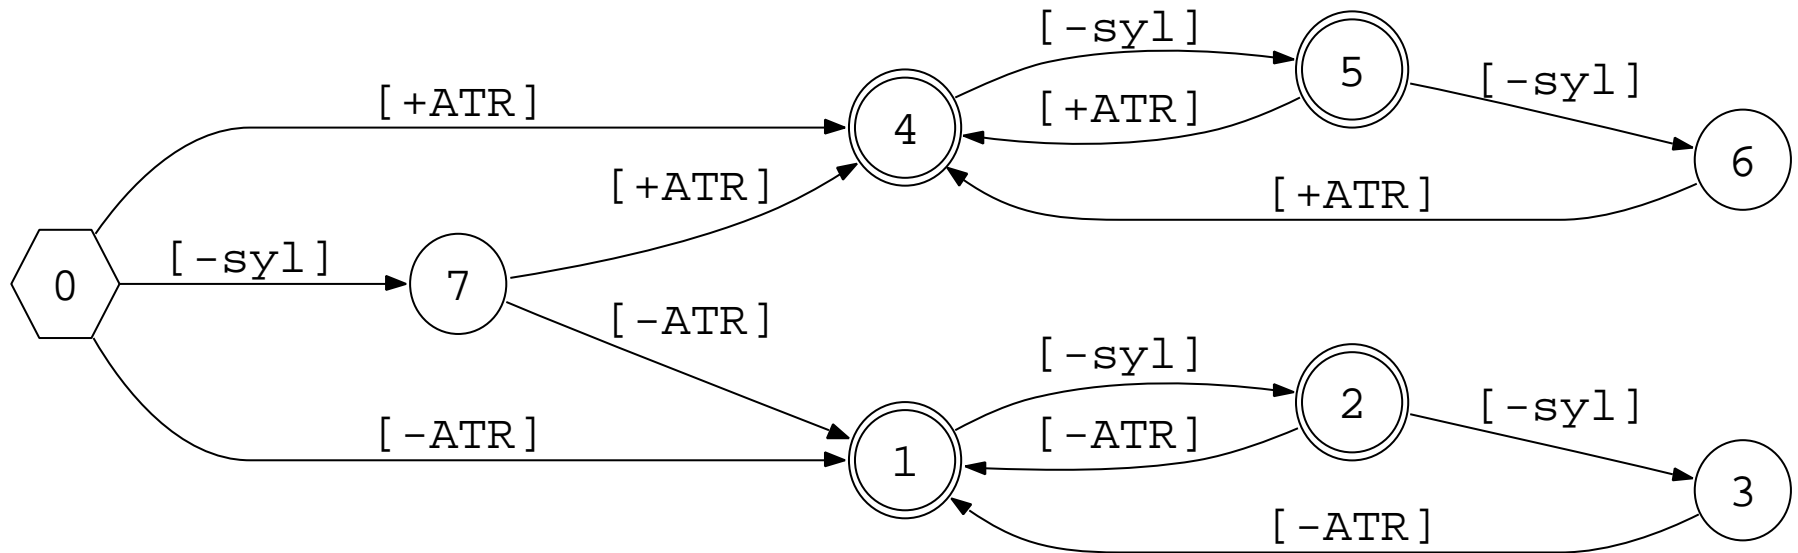 [-syl]
5
[-syl]
[+ATR]
[+ATR]
4
6
[+ATR]
[+ATR]
[-syl]
0
7
[-ATR]
[-syl]
2
[-syl]
[-ATR]
[-ATR]
1
3
[-ATR]